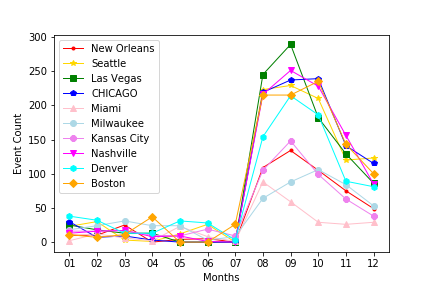 300
250
200
150
100
50
0
Event Count
New Orleans
Seattle
Las Vegas
CHICAGO
Miami
Milwaukee
Kansas City
Nashville
Denver
Boston
01 02 03 04 05 06 07 08 09 10 11 12
Months